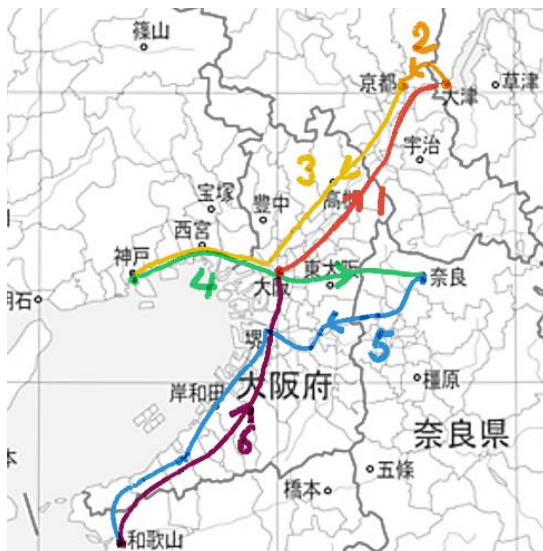 篠山
2
京都
大津
草津
宇治
3
高槻
1
宝塚
豊中
西宮
神戸
4
大阪
東大阪
奈良
明石
堺
5
岸和田
大阪府
橿原
6
奈良県
五條
橋本
和歌山